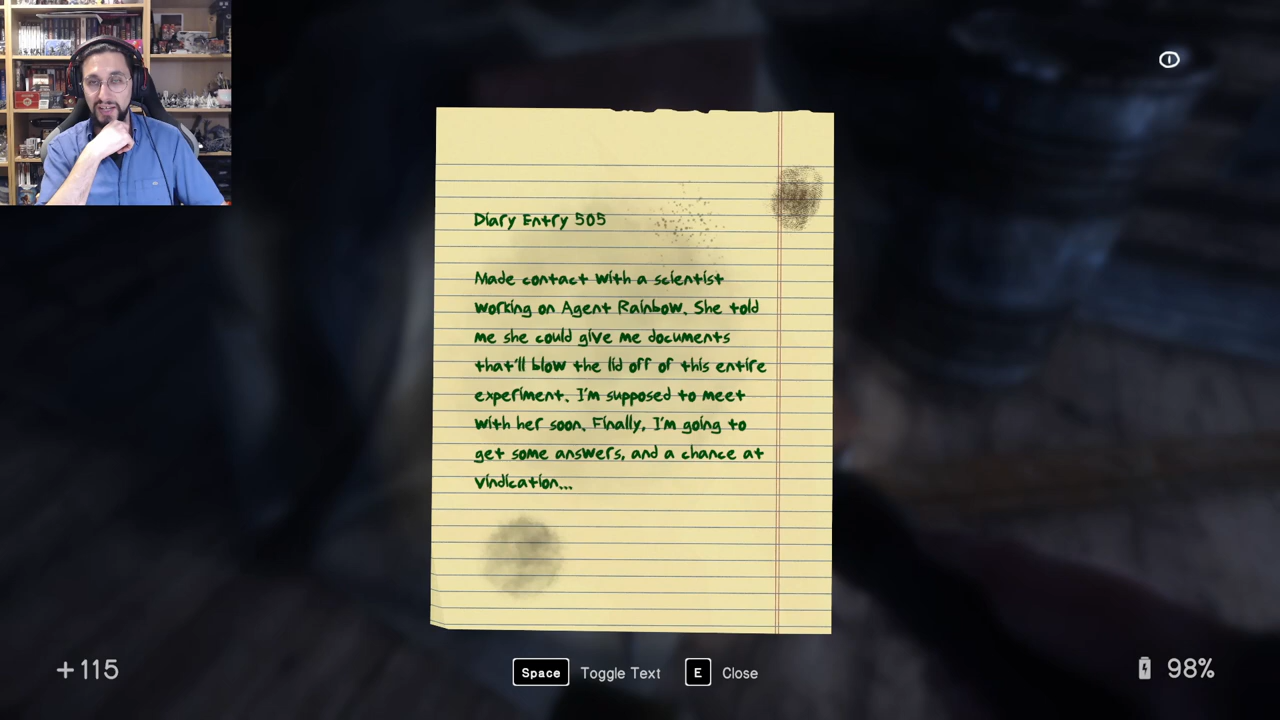 Diary Entry 505
Made contact with a scientist
working on Agent Rainbow. She told
me she could give me documents
that'll blow the lid off of this entire
experiment. I'm supposed to meet
with her soon. Finally, I'm going to
get some answers, and a chance at
vindication...
+115
Space Toggle Text E Close
98%